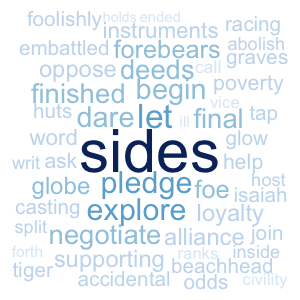 foolishly holds ended racing
instruments
embattled forebears abolish
oppose deeds call graves
finished begin poverty
huts dare let vice final tap
word ill glow
writ ask sides help
globe pledge foe host
casting explore loyalty isaiah
split negotiate alliance join
forth supporting ranks inside
tiger beachhead
accidental odds civility